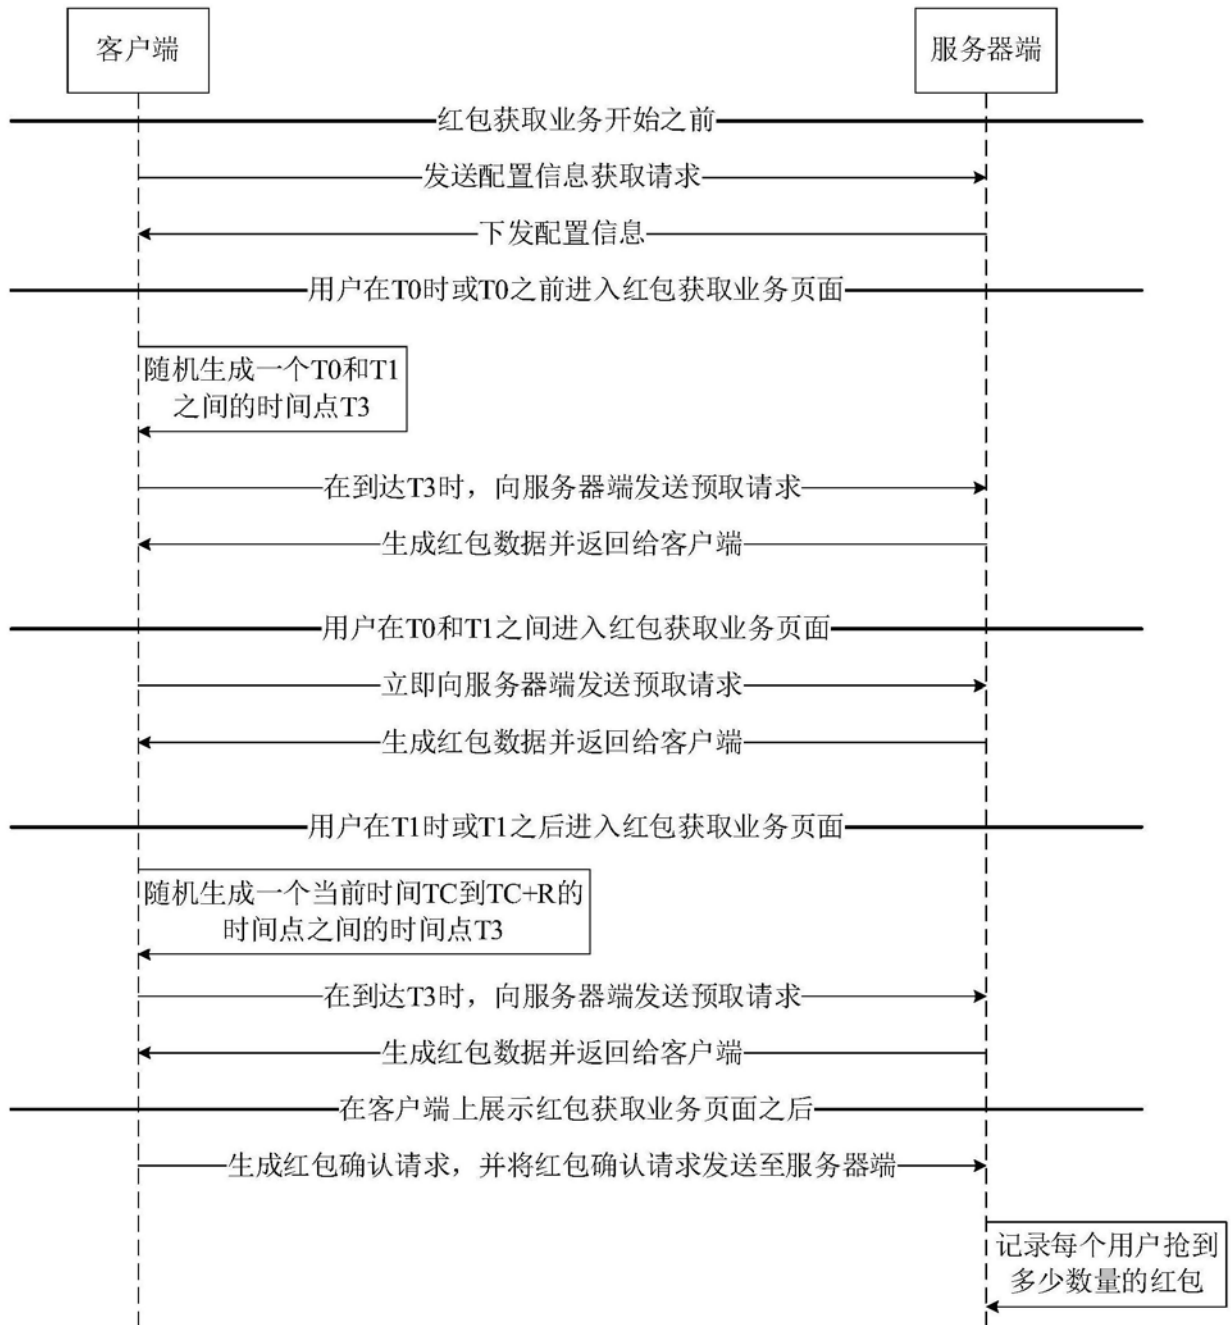 客户端
服务器端
红包获取业务开始之前
发送配置信息获取请求
下发配置信息
用户在T0时或T0之前进入红包获取业务页面
随机生成一个T0和T1
之间的时间点T3
在到达T3时，向服务器端发送预取请求
生成红包数据并返回给客户端
用户在T0和T1之间进入红包获取业务页面
立即向服务器端发送预取请求
生成红包数据并返回给客户端
用户在T1时或T1之后进入红包获取业务页面
随机生成一个当前时间TC到TC+R的
时间点之间的时间点T3
在到达T3时，向服务器端发送预取请求
生成红包数据并返回给客户端
在客户端上展示红包获取业务页面之后
生成红包确认请求，并将红包确认请求发送至服务器端
记录每个用户抢到
多少数量的红包